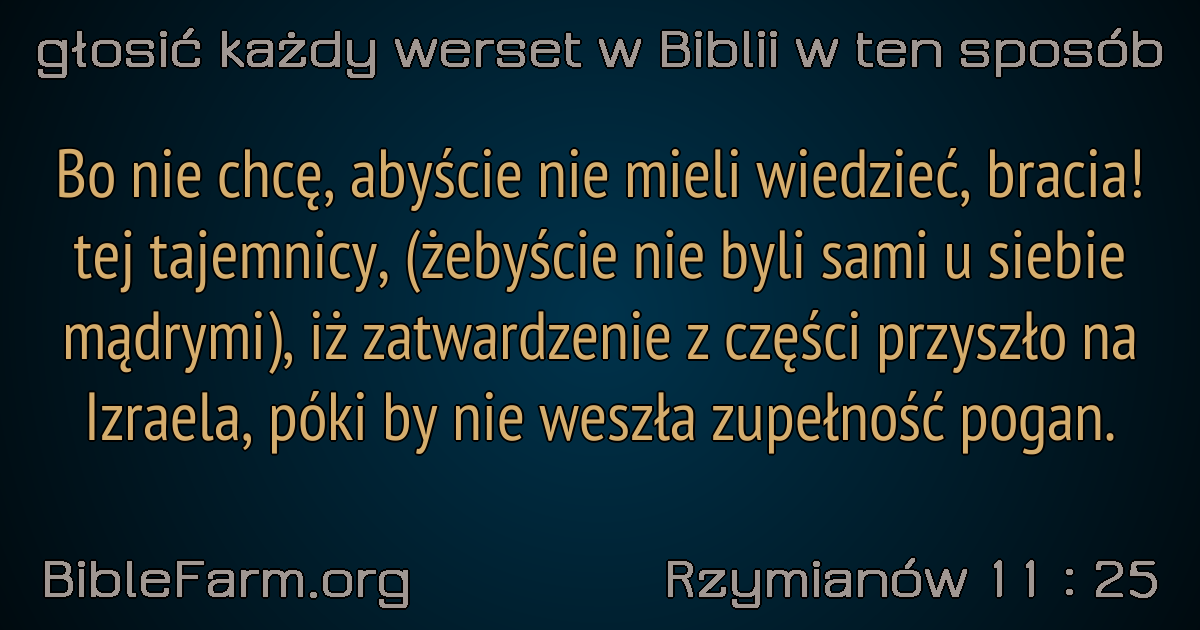 głosić każdy werset w Biblii w ten sposób
Bo nie chcę, abyście nie mieli wiedzieć, bracia!
tej tajemnicy, (żebyście nie byli sami u siebie
mądrymi), iż zatwardzenie z części przyszło na
Izraela, póki by nie weszła zupełność pogan.
BibleFarm.org
Rzymianów 11 : 25